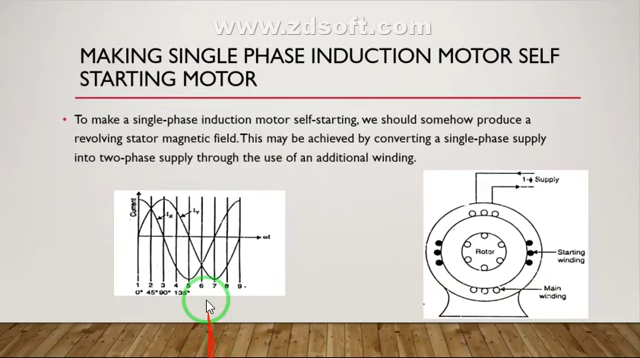 www.zdsoft.com
MAKING SINGLE PHASE INDUCTION MOTOR SELF
STARTING MOTOR
• To make a single-phase induction motor self-starting, we should somehow produce a
revolving stator magnetic field. This may be achieved by converting a single-phase supply
into two-phase supply through the use of an additional winding.
Current
Ix
Iy
ωt
1 2 3 4 5 6 7 8 9
0° 45° 90° 135°
1-ϕ Supply
Rotor
Starting
winding
Main
winding